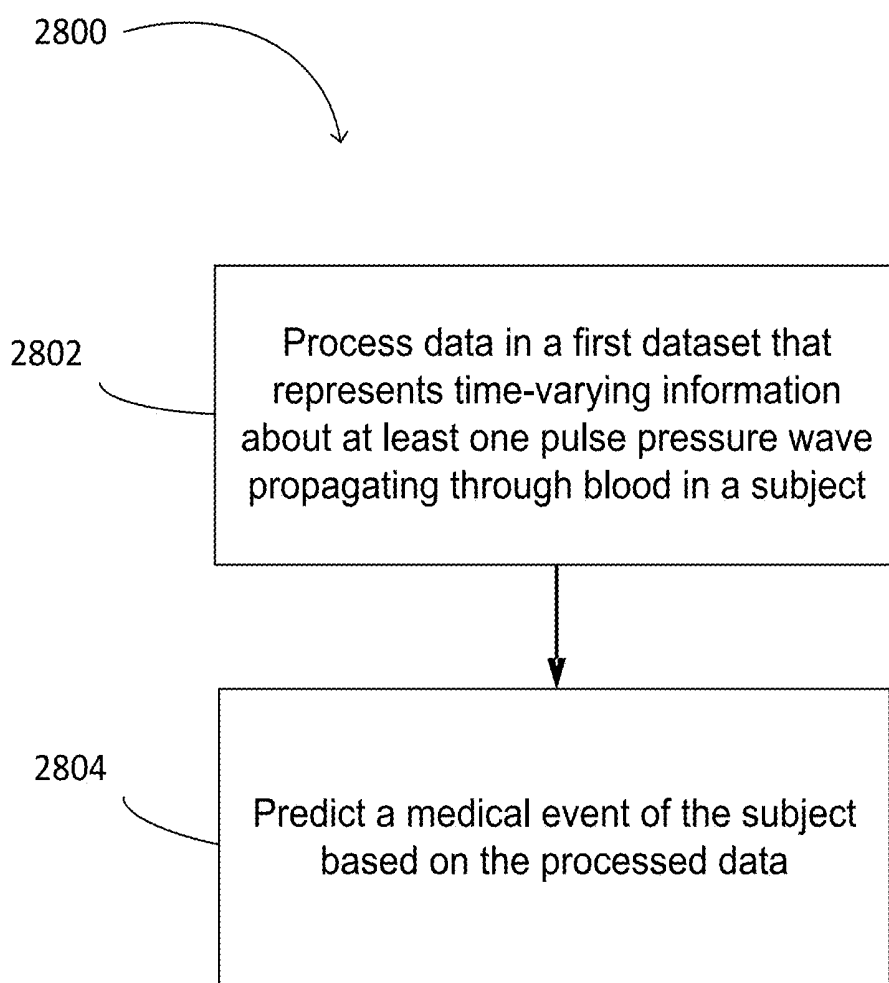 2800
2802
Process data in a first dataset that
represents time-varying information
about at least one pulse pressure wave
propagating through blood in a subject
2804
Predict a medical event of the subject
based on the processed data